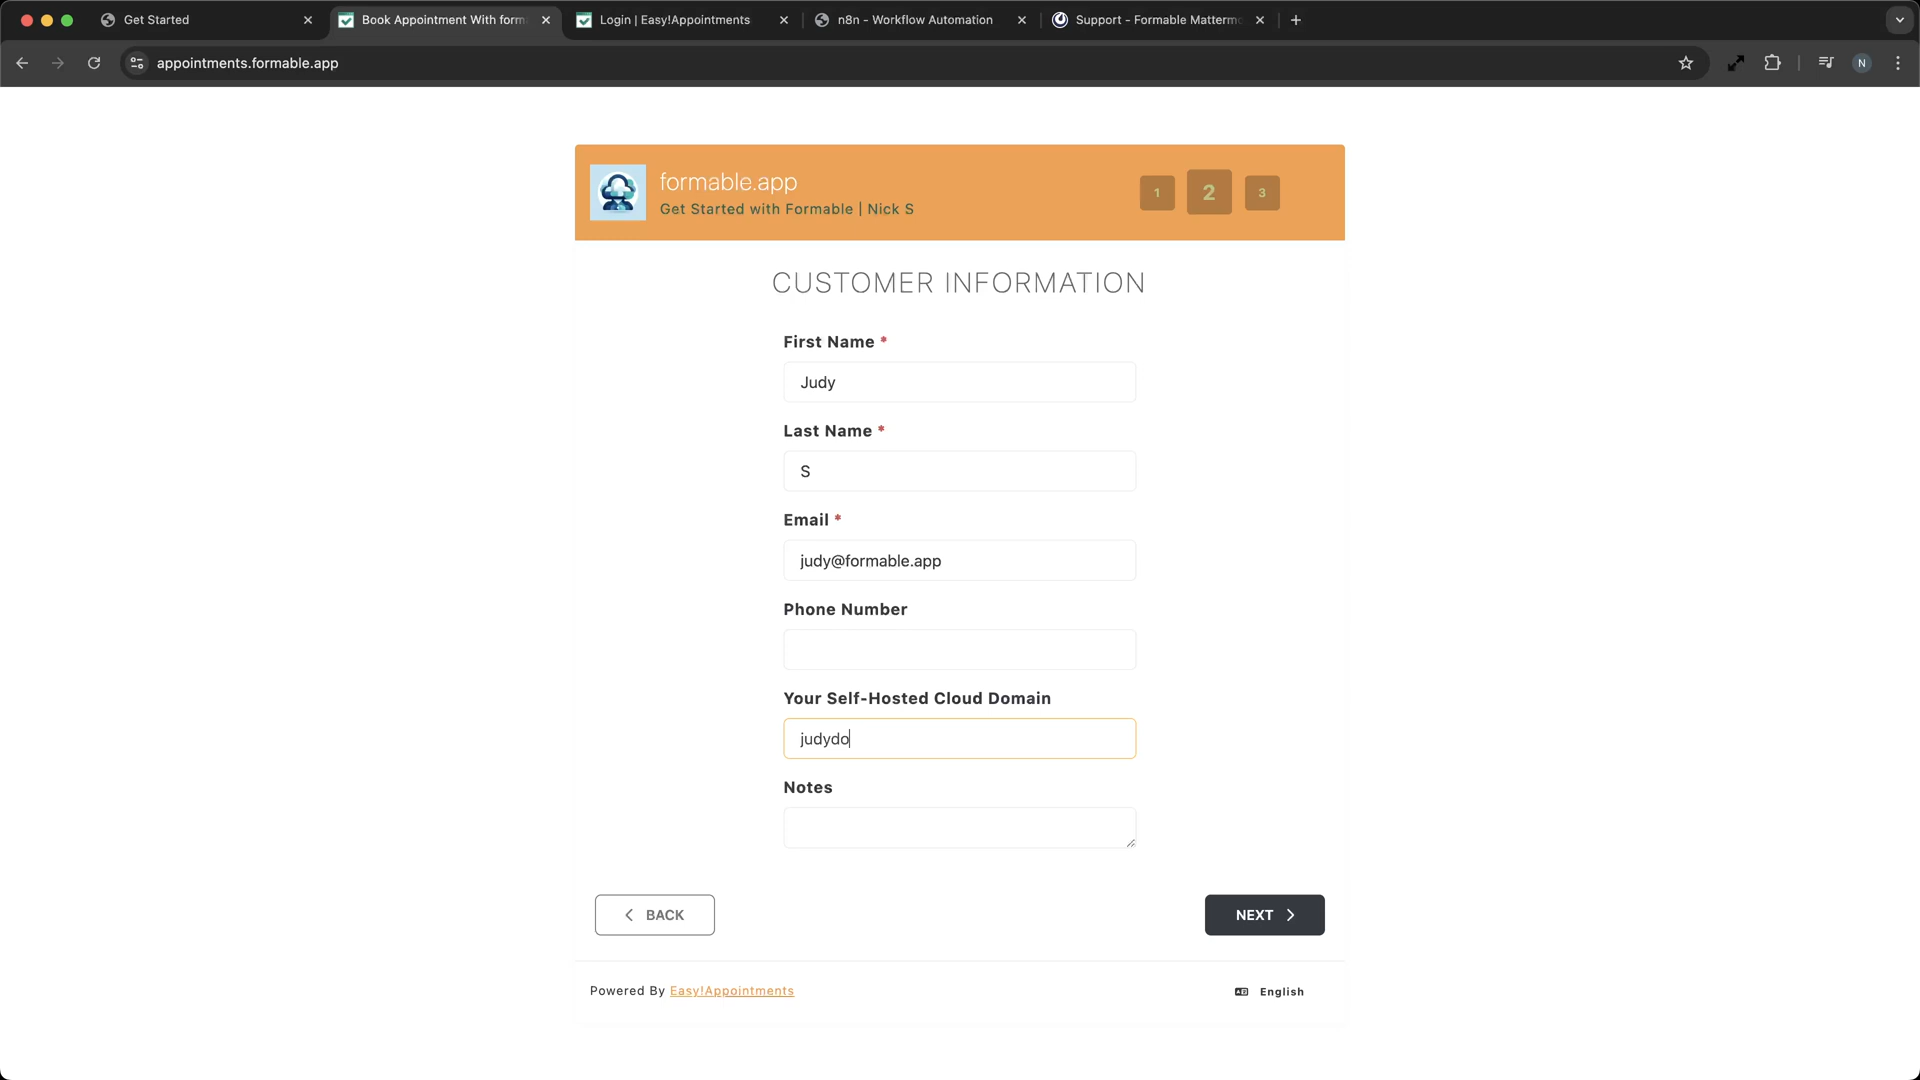 Get Started
Book Appointment With form
Login | Easy!Appointments
n8n - Workflow Automation
Support - Formable Matterm
appointments.formable.app
N
formable.app
Get Started with Formable | Nick S
1
2
3
CUSTOMER INFORMATION
First Name *
Judy
Last Name *
S
Email *
judy@formable.app
Phone Number
Your Self-Hosted Cloud Domain
judydo
Notes
BACK
NEXT
Powered By Easy!Appointments
English